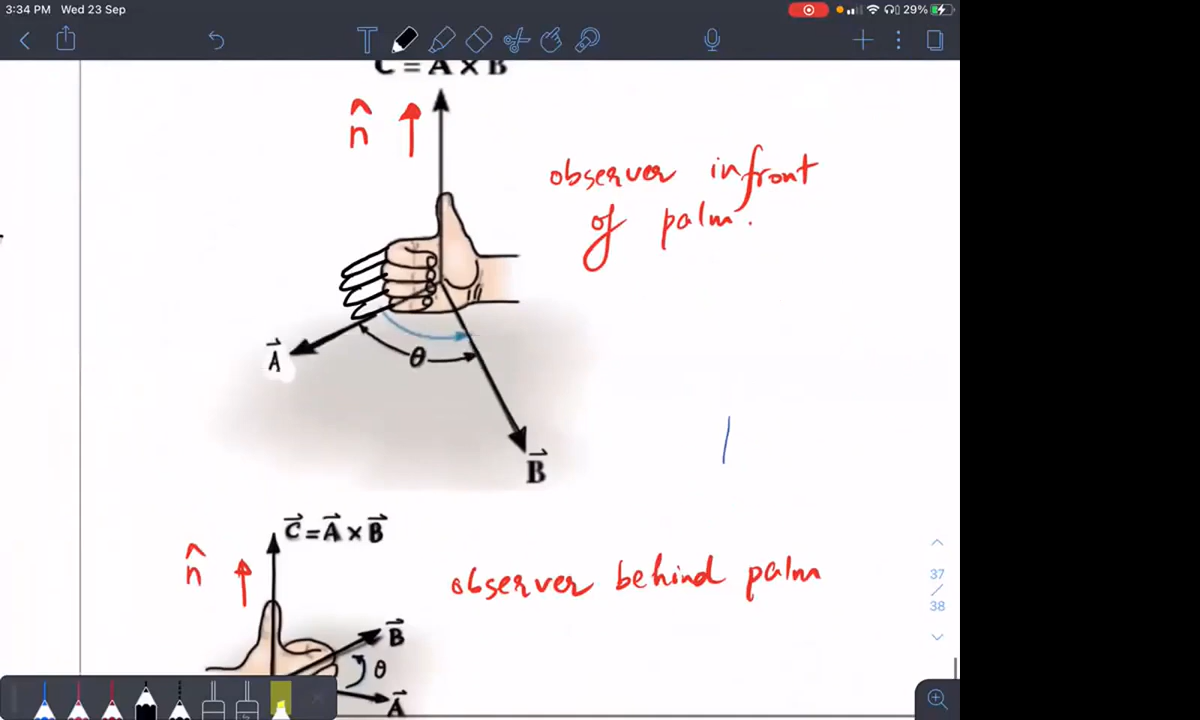 3:34 PM Wed 23 Sep
29%
T
C = A × B
n̂
observer infront
of palm.
A⃗
θ
B⃗
C⃗ = A⃗ × B⃗
n̂
observer behind palm
B⃗
θ
A⃗
37
/
38